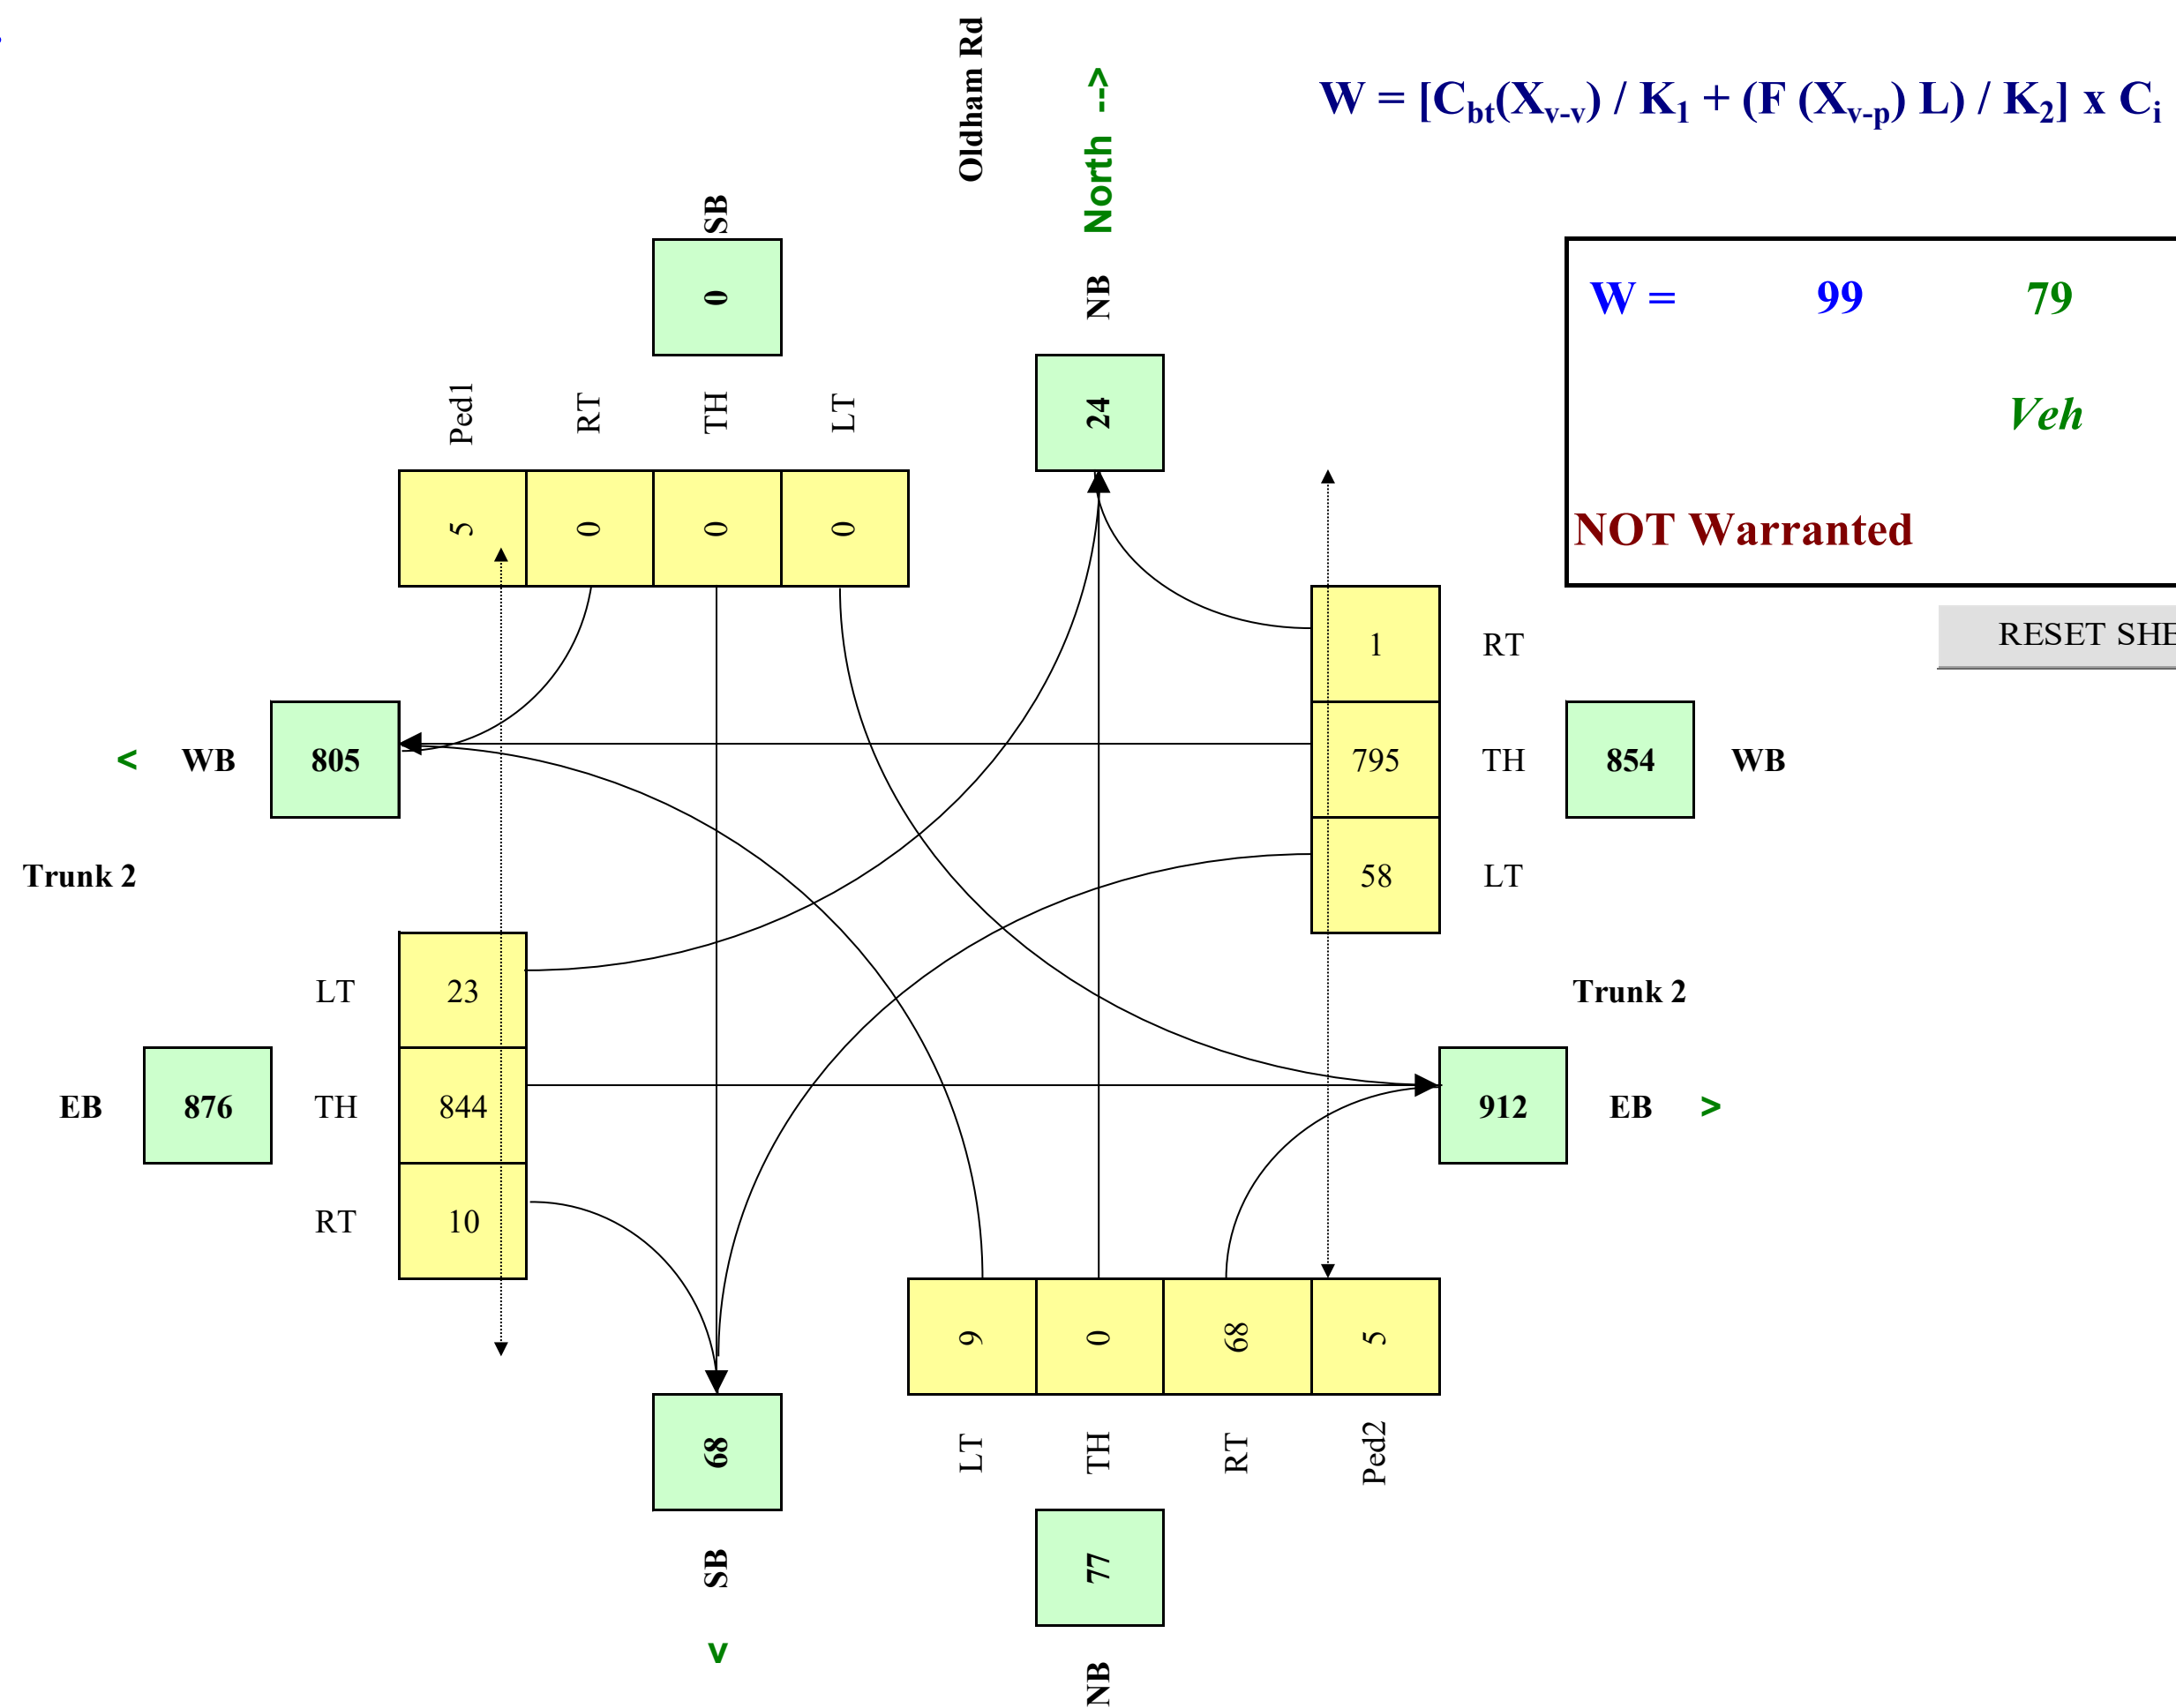 Oldham Rd
North -->
W = [Cbt(Xv-v) / K1 + (F (Xv-p) L) / K2] x Ci
SB
0
NB
24
W = 99 79
Veh
NOT Warranted
RESET SHE
Ped1 RT TH LT
5 0 0 0
1 RT
< WB 805
795 TH 854 WB
Trunk 2
58 LT
LT 23
Trunk 2
EB 876 TH 844
912 EB >
RT 10
9 0 68 5
LT TH RT Ped2
68
SB
77
v
NB